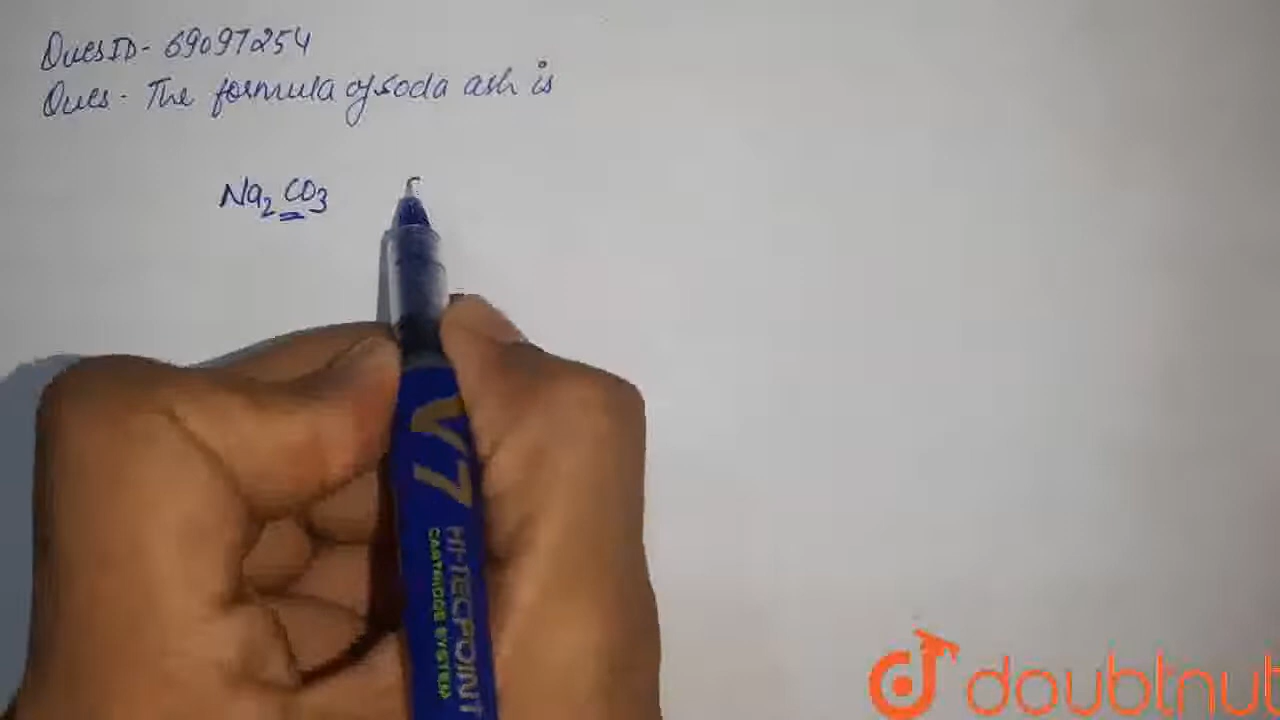 QuesID- 69097254
Ques - The formula of soda ash is
Na₂CO₃
V7
HI-TECPOINT
CARTRIDGE SYSTEM
doubtnut